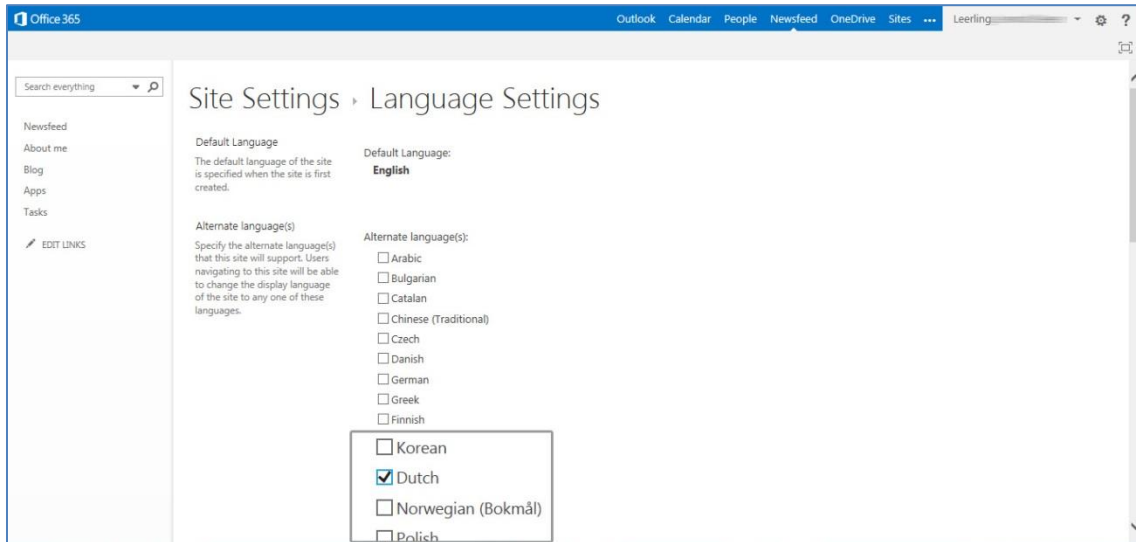 Office 365
Outlook Calendar People Newsfeed OneDrive Sites ••• Leerling
?
Search everything
Site Settings › Language Settings
Newsfeed
About me
Blog
Apps
Tasks
EDIT LINKS
Default Language
The default language of the site
is specified when the site is first
created.
Default Language:
English
Alternate language(s)
Specify the alternate language(s)
that this site will support. Users
navigating to this site will be able
to change the display language
of the site to any one of these
languages.
Alternate language(s):
Arabic
Bulgarian
Catalan
Chinese (Traditional)
Czech
Danish
German
Greek
Finnish
Korean
Dutch
Norwegian (Bokmål)
Polish